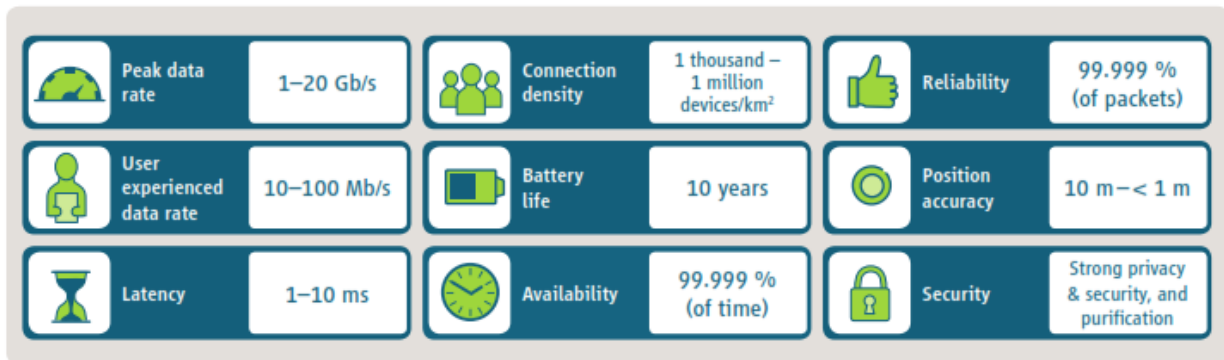 Peak data
rate
1–20 Gb/s
Connection
density
1 thousand –
1 million
devices/km²
Reliability
99.999 %
(of packets)
User
experienced
data rate
10–100 Mb/s
Battery
life
10 years
Position
accuracy
10 m–< 1 m
Latency
1–10 ms
Availability
99.999 %
(of time)
Security
Strong privacy
& security, and
purification